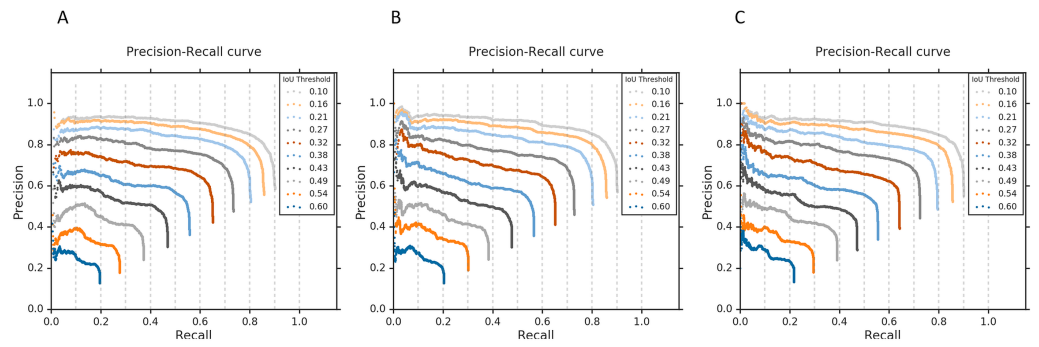 A B C
Precision-Recall curve Precision-Recall curve Precision-Recall curve
IoU Threshold IoU Threshold IoU Threshold
0.10 0.10 0.10
0.16 0.16 0.16
0.21 0.21 0.21
0.27 0.27 0.27
0.32 0.32 0.32
0.38 0.38 0.38
0.43 0.43 0.43
0.49 0.49 0.49
0.54 0.54 0.54
0.60 0.60 0.60
Precision Precision Precision
1.0 1.0 1.0
0.8 0.8 0.8
0.6 0.6 0.6
0.4 0.4 0.4
0.2 0.2 0.2
0.0 0.0 0.0
0.0 0.2 0.4 0.6 0.8 1.0 0.0 0.2 0.4 0.6 0.8 1.0 0.0 0.2 0.4 0.6 0.8 1.0
Recall Recall Recall